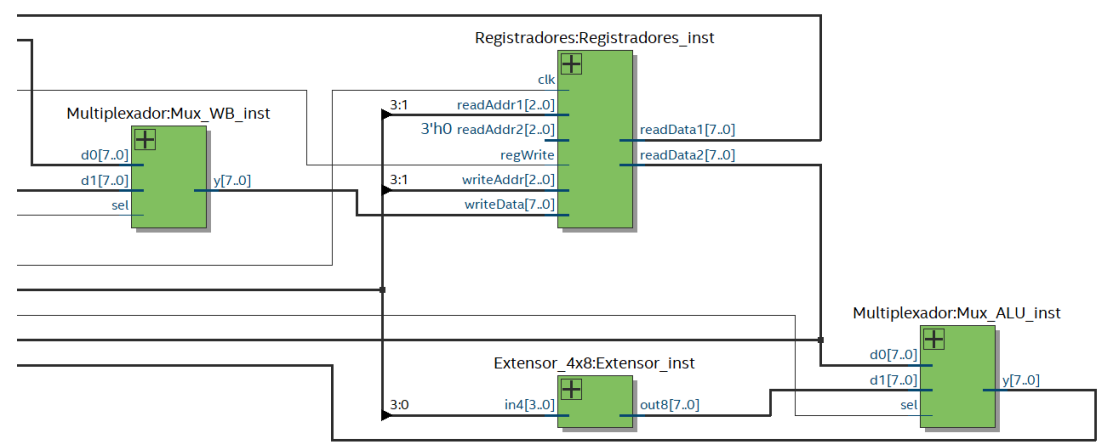 Registradores:Registradores_inst
clk
3:1 readAddr1[2..0]
3'h0 readAddr2[2..0]
readData1[7..0]
regWrite
readData2[7..0]
3:1 writeAddr[2..0]
writeData[7..0]
Multiplexador:Mux_WB_inst
d0[7..0]
d1[7..0]
y[7..0]
sel
Extensor_4x8:Extensor_inst
3:0 in4[3..0]
out8[7..0]
Multiplexador:Mux_ALU_inst
d0[7..0]
d1[7..0]
y[7..0]
sel